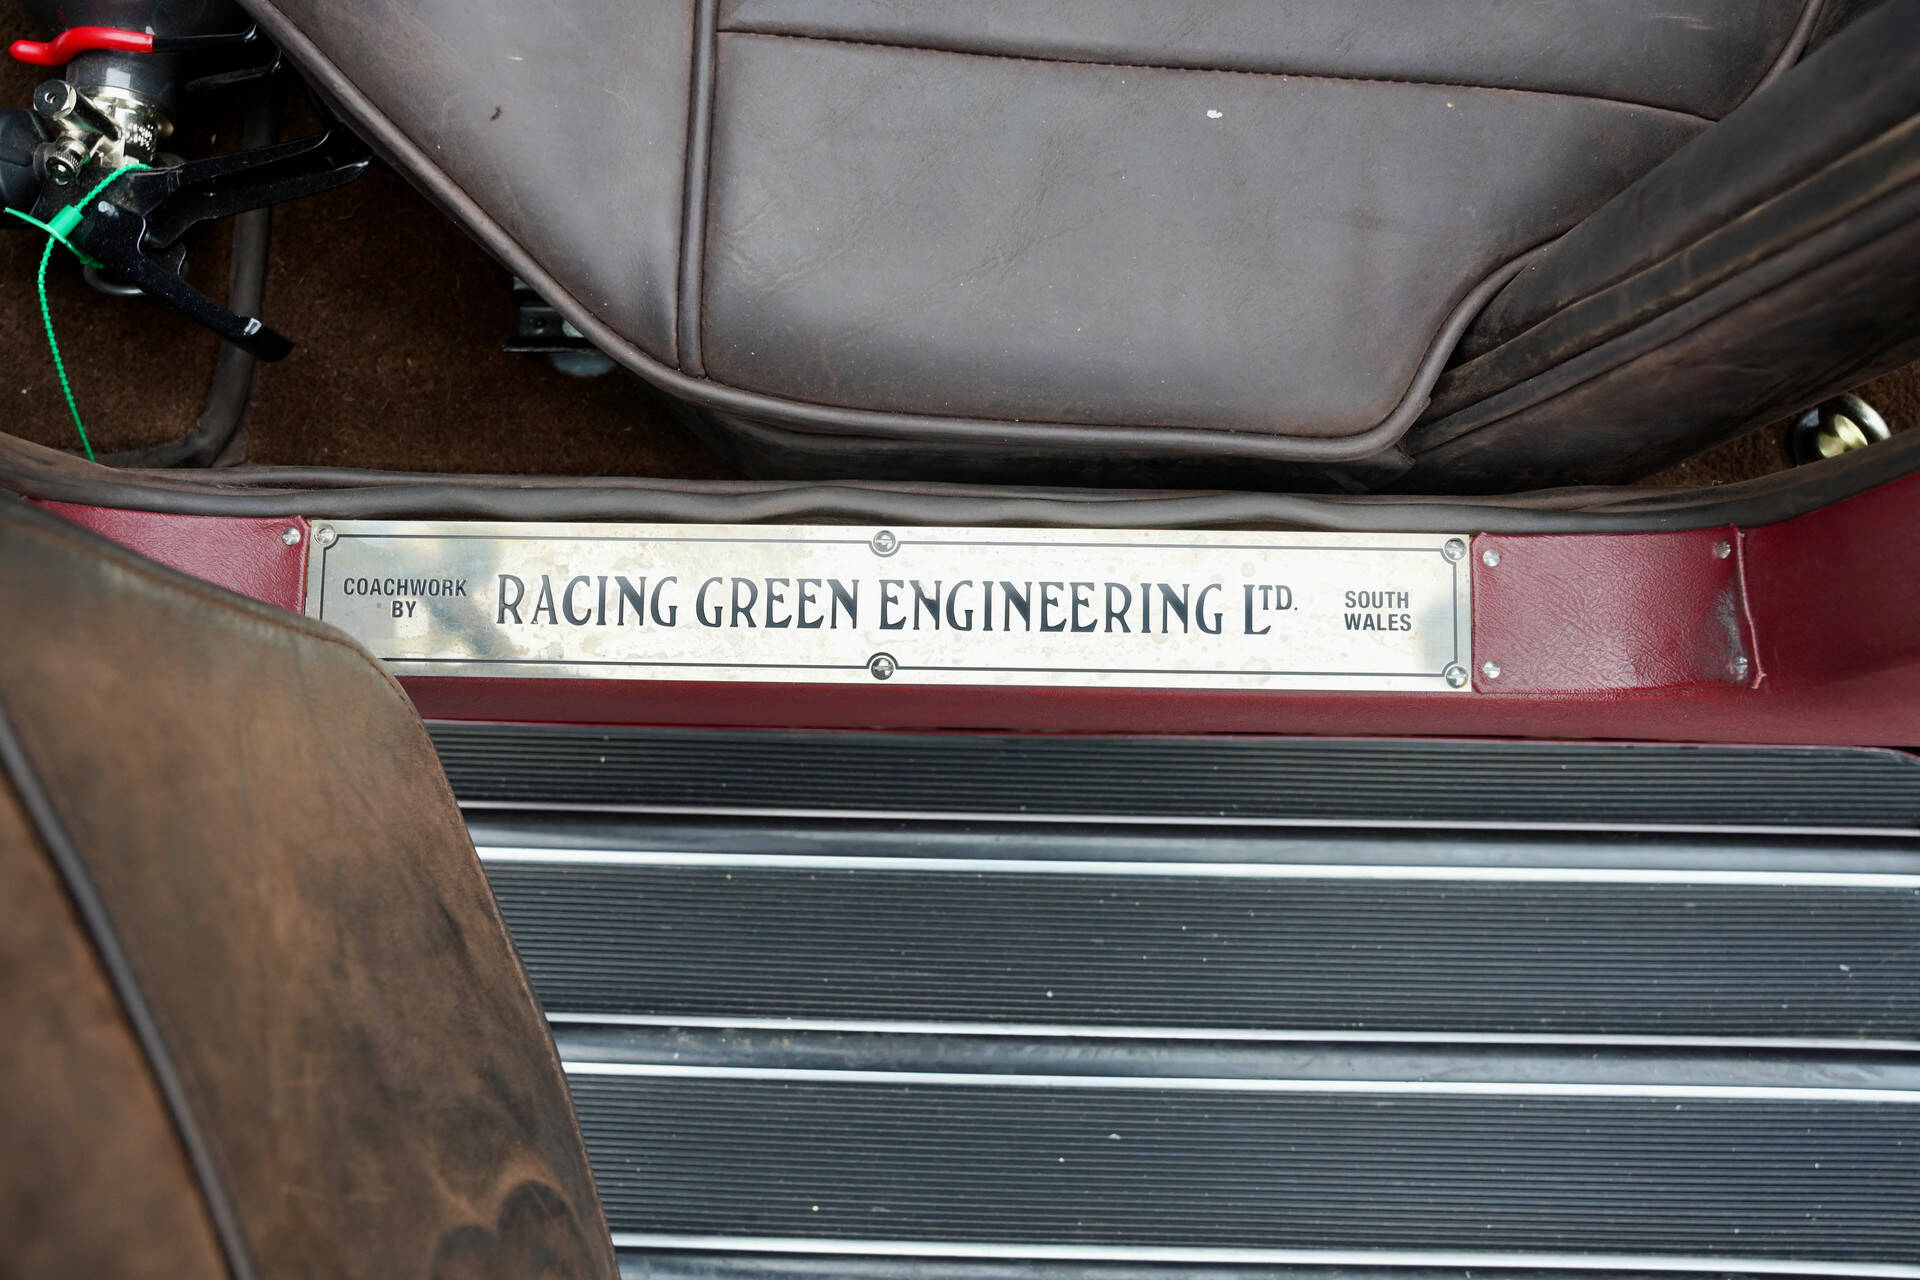 COACHWORK
BY
RACING GREEN ENGINEERING LTD.
SOUTH
WALES